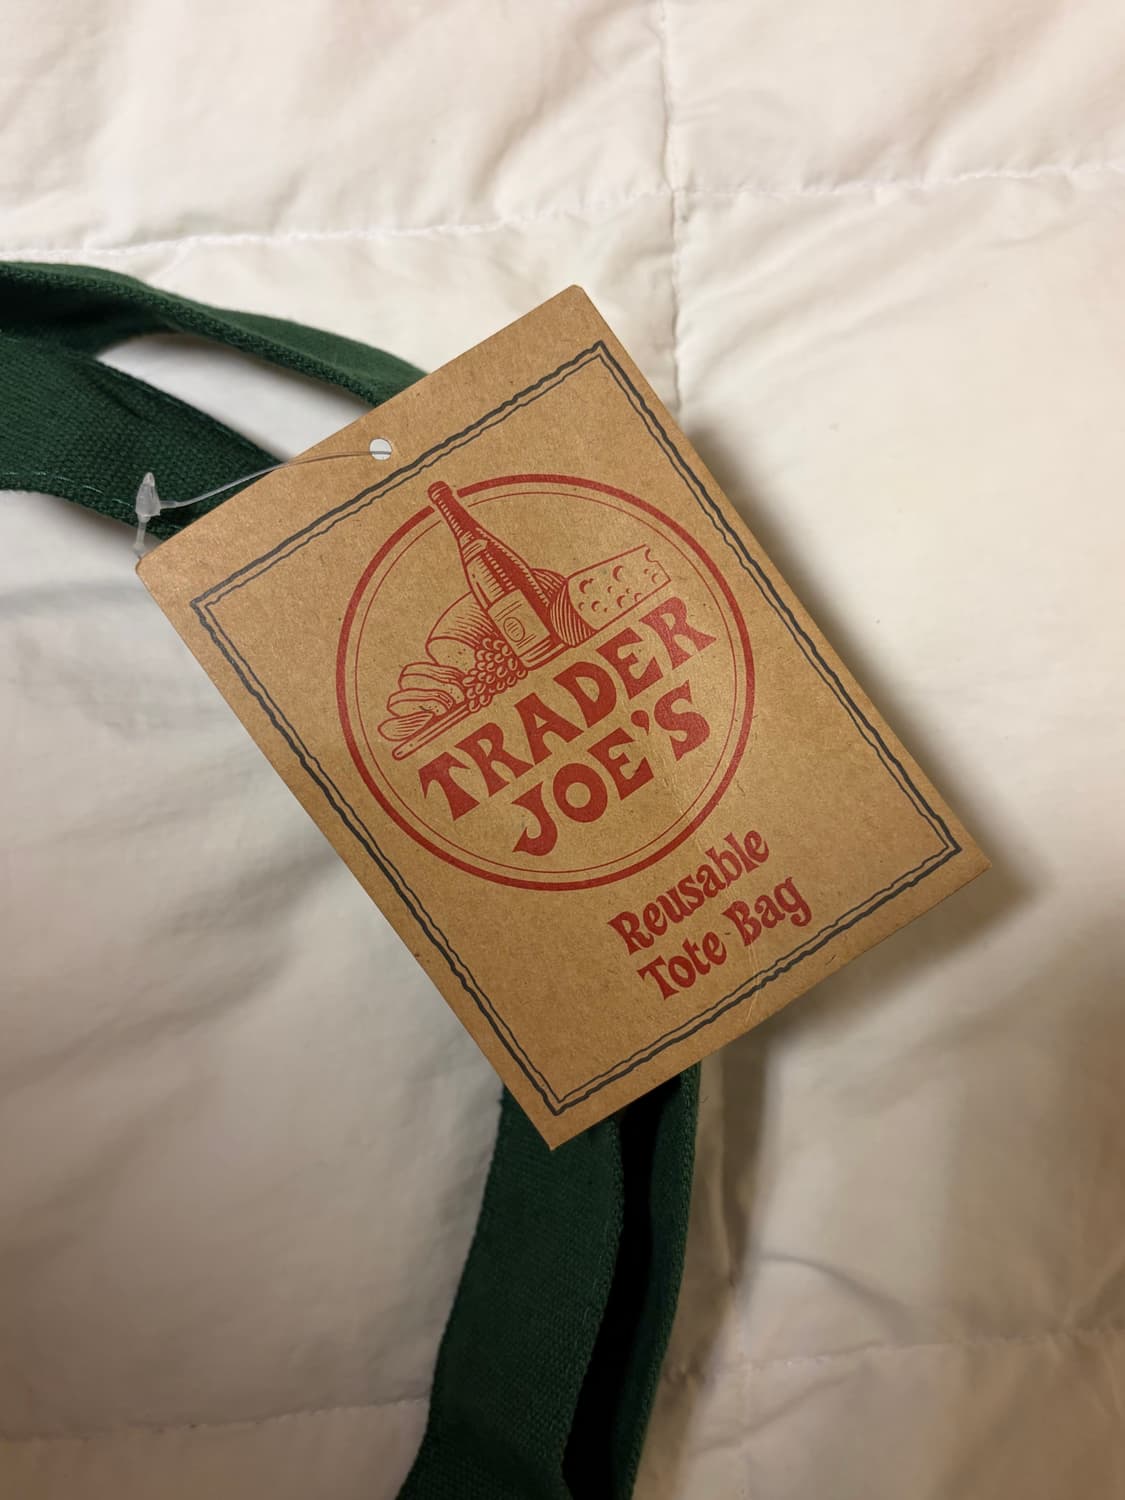 TRADER
JOE'S
Reusable
Tote Bag